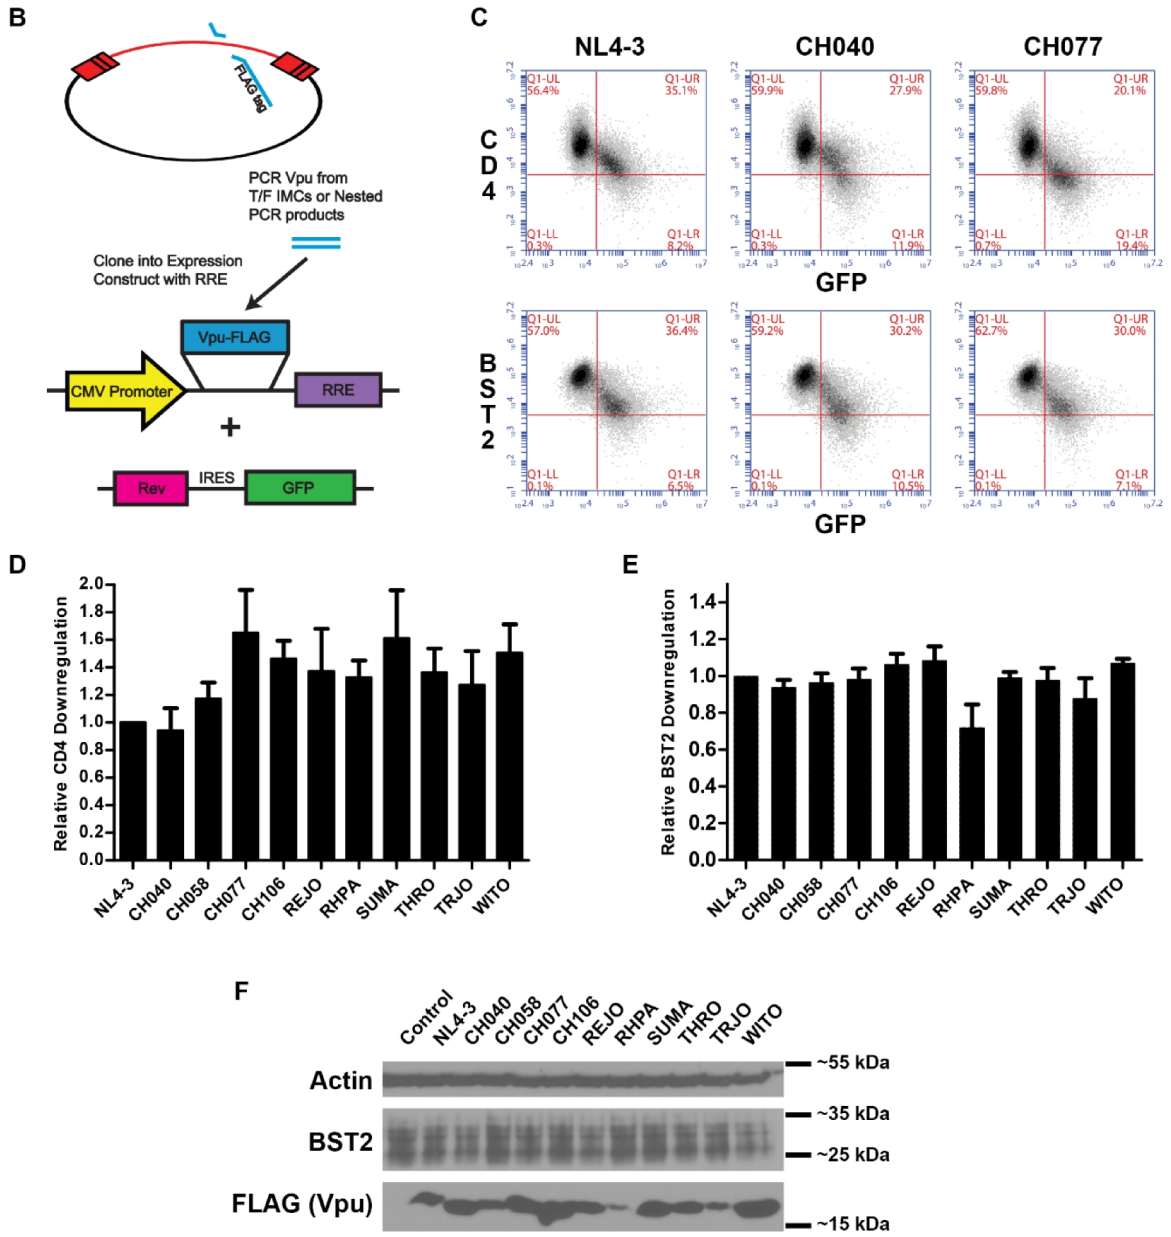 B
FLAG tag
PCR Vpu from
T/F IMCs or Nested
PCR products
Clone into Expression
Construct with RRE
Vpu-FLAG
CMV Promoter
RRE
+
Rev
IRES
GFP
C
NL4-3
CH040
CH077
CD4
Q1-UL
56.4%
Q1-UR
35.1%
Q1-LL
0.3%
Q1-LR
8.2%
Q1-UL
59.9%
Q1-UR
27.9%
Q1-LL
0.3%
Q1-LR
11.9%
Q1-UL
59.8%
Q1-UR
20.1%
Q1-LL
0.7%
Q1-LR
19.4%
GFP
BST2
Q1-UL
57.0%
Q1-UR
36.4%
Q1-LL
0.1%
Q1-LR
6.5%
Q1-UL
59.2%
Q1-UR
30.2%
Q1-LL
0.1%
Q1-LR
10.5%
Q1-UL
62.7%
Q1-UR
30.0%
Q1-LL
0.1%
Q1-LR
7.1%
GFP
D
Relative CD4 Downregulation
2.0
1.8
1.6
1.4
1.2
1.0
0.8
0.6
0.4
0.2
0.0
NL4-3
CH040
CH058
CH077
CH106
REJO
RHPA
SUMA
THRO
TRJO
WITO
E
Relative BST2 Downregulation
1.4
1.2
1.0
0.8
0.6
0.4
0.2
0.0
NL4-3
CH040
CH058
CH077
CH106
REJO
RHPA
SUMA
THRO
TRJO
WITO
F
Control
NL4-3
CH040
CH058
CH077
CH106
REJO
RHPA
SUMA
THRO
TRJO
WITO
Actin
~55 kDa
BST2
~35 kDa
~25 kDa
FLAG (Vpu)
~15 kDa